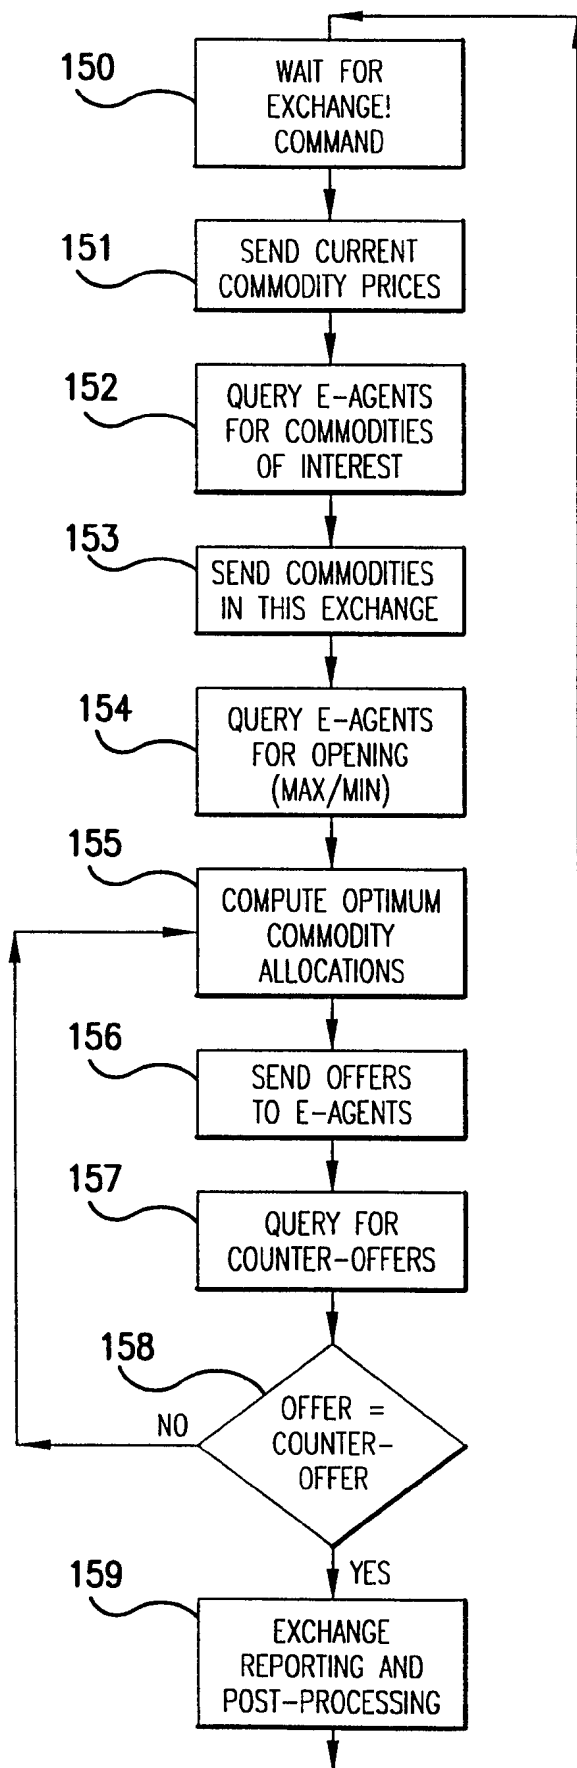 150
WAIT FOR
EXCHANGE!
COMMAND
151
SEND CURRENT
COMMODITY PRICES
152
QUERY E-AGENTS
FOR COMMODITIES
OF INTEREST
153
SEND COMMODITIES
IN THIS EXCHANGE
154
QUERY E-AGENTS
FOR OPENING
(MAX/MIN)
155
COMPUTE OPTIMUM
COMMODITY
ALLOCATIONS
156
SEND OFFERS
TO E-AGENTS
157
QUERY FOR
COUNTER-OFFERS
158
OFFER =
COUNTER-
OFFER
NO
YES
159
EXCHANGE
REPORTING AND
POST-PROCESSING